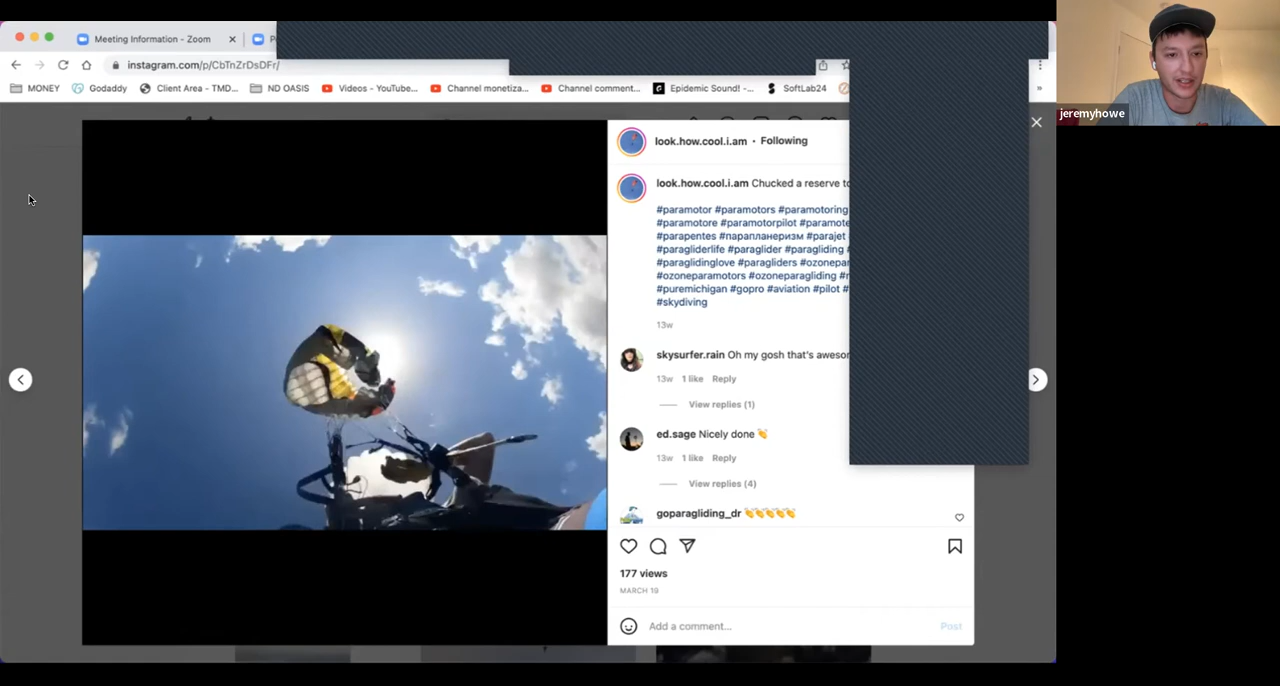 Meeting Information - Zoom
instagram.com/p/CbTnZrDsDFr/
MONEY Godaddy Client Area - TMD... ND OASIS Videos - YouTube... Channel monetiza... Channel comment... Epidemic Sound! -... SoftLab24 »
jeremyhowe
look.how.cool.i.am • Following
look.how.cool.i.am Chucked a reserve to
#paramotor #paramotors #paramotoring
#paramotore #paramotorpilot #paramote
#parapentes #парапланеризм #parajet
#paragliderlife #paraglider #paragliding
#paraglidinglove #paragliders #ozonepar
#ozoneparamotors #ozoneparagliding
#puremichigan #gopro #aviation #pilot #
#skydiving
13w
skysurfer.rain Oh my gosh that's awesor
13w 1 like Reply
View replies (1)
ed.sage Nicely done 👏
13w 1 like Reply
View replies (4)
goparagliding_dr 👏👏👏👏👏
177 views
MARCH 19
Add a comment... Post